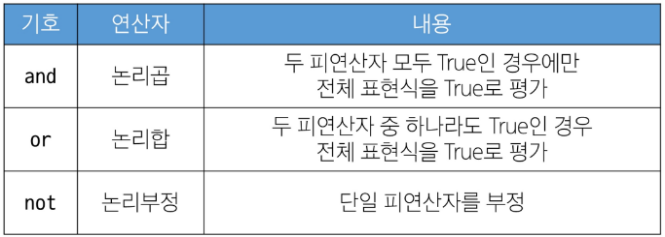 기호 연산자 내용
and 논리곱 두 피연산자 모두 True인 경우에만
전체 표현식을 True로 평가
or 논리합 두 피연산자 중 하나라도 True인 경우
전체 표현식을 True로 평가
not 논리부정 단일 피연산자를 부정